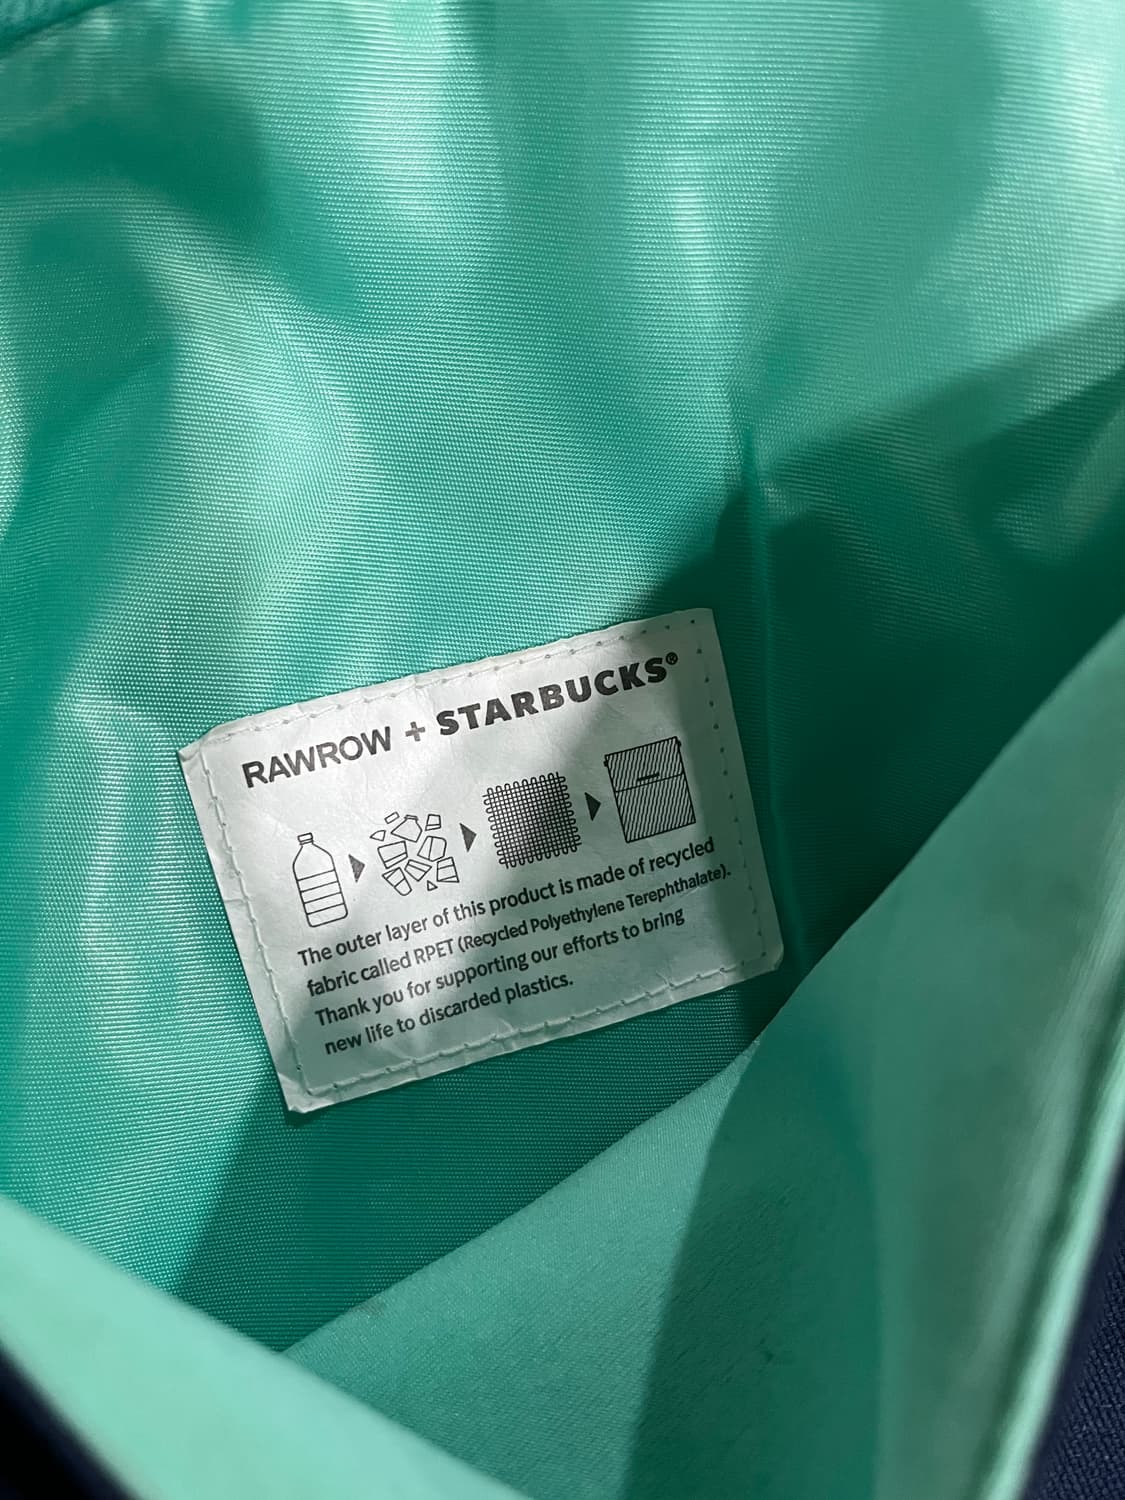 RAWROW + STARBUCKS®
The outer layer of this product is made of recycled
fabric called RPET (Recycled Polyethylene Terephthalate).
Thank you for supporting our efforts to bring
new life to discarded plastics.